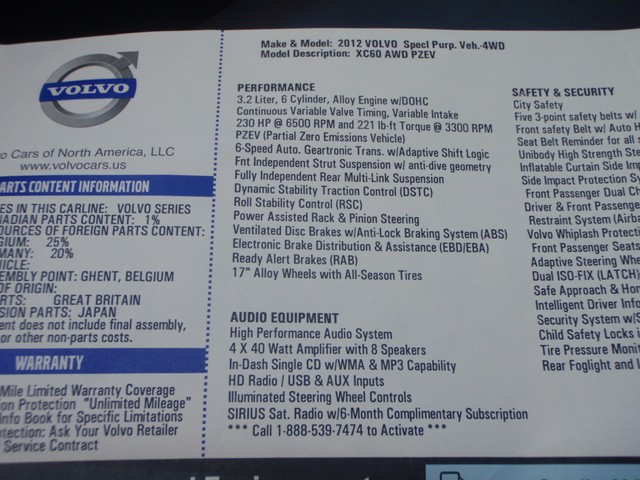 VOLVO
o Cars of North America, LLC
www.volvocars.us
ARTS CONTENT INFORMATION
ES IN THIS CARLINE: VOLVO SERIES
ADIAN PARTS CONTENT: 1%
OURCES OF FOREIGN PARTS CONTENT:
GIUM: 25%
MANY: 20%
HICLE:
EMBLY POINT: GHENT, BELGIUM
OF ORIGIN:
RTS: GREAT BRITAIN
SION PARTS: JAPAN
ent does not include final assembly,
or other non-parts costs.
WARRANTY
Mile Limited Warranty Coverage
on Protection "Unlimited Mileage"
Info Book for Specific Limitations
tection: Ask Your Volvo Retailer
Service Contract
Make & Model: 2012 VOLVO Specl Purp. Veh.-4WD
Model Description: XC60 AWD PZEV
PERFORMANCE
3.2 Liter, 6 Cylinder, Alloy Engine w/DOHC
Continuous Variable Valve Timing, Variable Intake
230 HP @ 6500 RPM and 221 lb-ft Torque @ 3300 RPM
PZEV (Partial Zero Emissions Vehicle)
6-Speed Auto. Geartronic Trans. w/Adaptive Shift Logic
Fnt Independent Strut Suspension w/ anti-dive geometry
Fully Independent Rear Multi-Link Suspension
Dynamic Stability Traction Control (DSTC)
Roll Stability Control (RSC)
Power Assisted Rack & Pinion Steering
Ventilated Disc Brakes w/Anti-Lock Braking System (ABS)
Electronic Brake Distribution & Assistance (EBD/EBA)
Ready Alert Brakes (RAB)
17" Alloy Wheels with All-Season Tires
AUDIO EQUIPMENT
High Performance Audio System
4 X 40 Watt Amplifier with 8 Speakers
In-Dash Single CD w/WMA & MP3 Capability
HD Radio / USB & AUX Inputs
Illuminated Steering Wheel Controls
SIRIUS Sat. Radio w/6-Month Complimentary Subscription
*** Call 1-888-539-7474 to Activate ***
SAFETY & SECURITY
City Safety
Five 3-point safety belts w/
Front safety Belt w/ Auto H
Seat Belt Reminder for all s
Unibody High Strength Ste
Inflatable Curtain Side Imp
Side Impact Protection Sy
Front Passenger Dual Ch
Driver & Front Passenge
Restraint System (Airb
Volvo Whiplash Protecti
Front Passenger Seats
Adaptive Steering Whe
Dual ISO-FIX (LATCH)
Safe Approach & Hom
Intelligent Driver Info
Security System w/S
Child Safety Locks i
Tire Pressure Monit
Rear Foglight and I